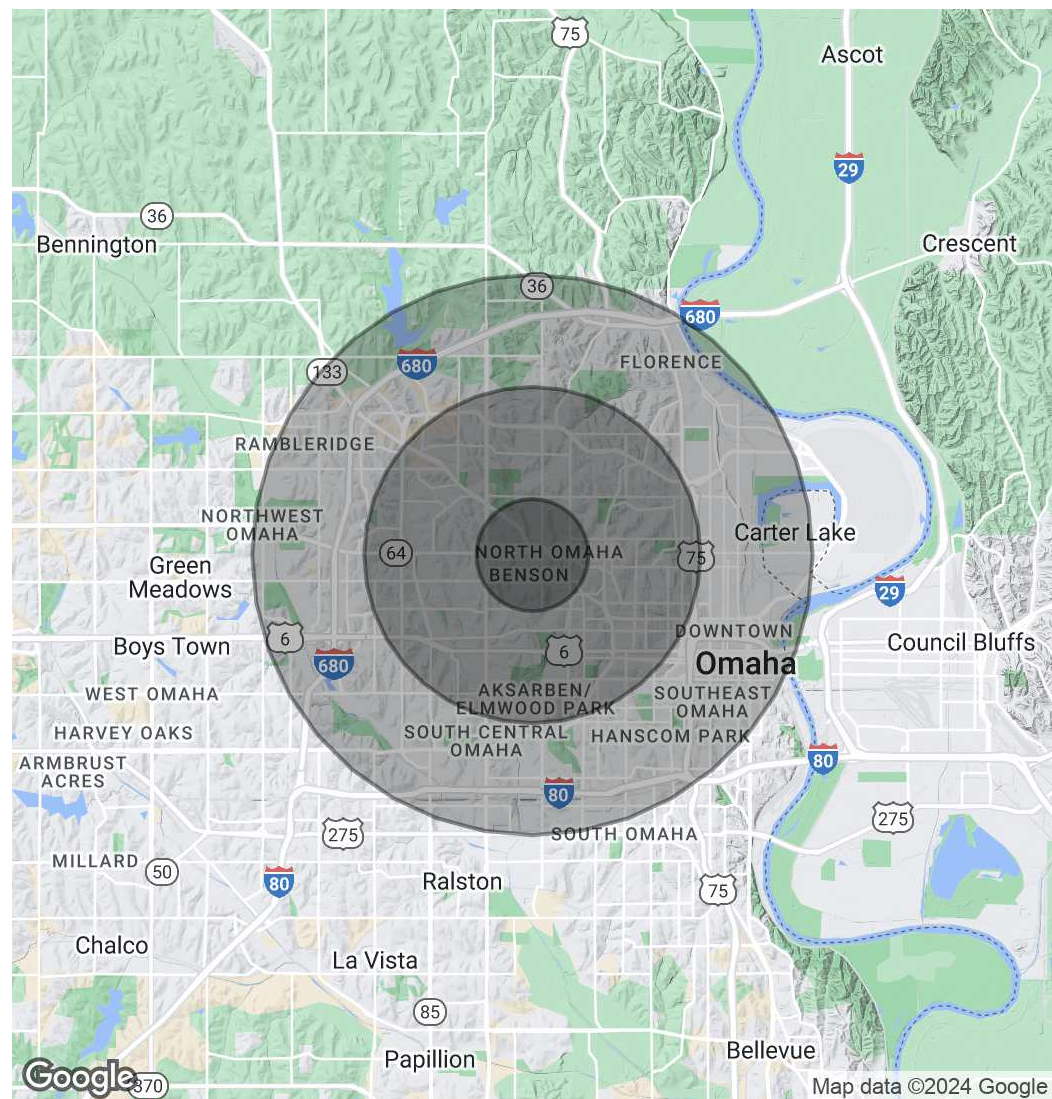 75
Ascot
29
36
Bennington
Crescent
36
680
680
133
FLORENCE
RAMBLERIDGE
NORTHWEST
OMAHA
Carter Lake
64
NORTH OMAHA
BENSON
75
Green
Meadows
29
6
Boys Town
680
6
DOWNTOWN
Omaha
Council Bluffs
WEST OMAHA
AKSARBEN/
ELMWOOD PARK
SOUTHEAST
OMAHA
HARVEY OAKS
SOUTH CENTRAL
OMAHA
HANSCOM PARK
ARMBRUST
ACRES
80
80
275
275
SOUTH OMAHA
MILLARD
50
80
Ralston
75
Chalco
La Vista
85
Papillion
Bellevue
Google
370
Map data ©2024 Google